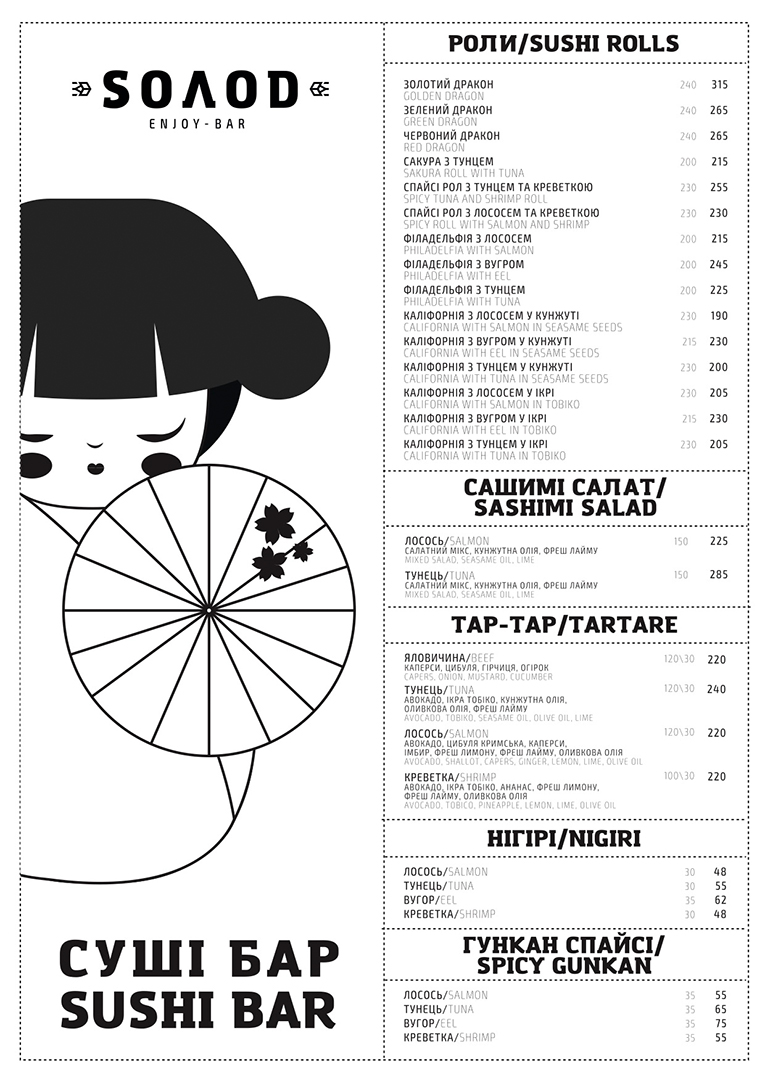 SОЛОD
ENJOY-BAR
СУШІ БАР
SUSHI BAR
РОЛИ/SUSHI ROLLS
ЗОЛОТИЙ ДРАКОН 240 315
GOLDEN DRAGON
ЗЕЛЕНИЙ ДРАКОН 240 265
GREEN DRAGON
ЧЕРВОНИЙ ДРАКОН 240 265
RED DRAGON
САКУРА З ТУНЦЕМ 200 215
SAKURA ROLL WITH TUNA
СПАЙСІ РОЛ З ТУНЦЕМ ТА КРЕВЕТКОЮ 230 255
SPICY TUNA AND SHRIMP ROLL
СПАЙСІ РОЛ З ЛОСОСЕМ ТА КРЕВЕТКОЮ 230 230
SPICY ROLL WITH SALMON AND SHRIMP
ФІЛАДЕЛЬФІЯ З ЛОСОСЕМ 200 215
PHILADELFIA WITH SALMON
ФІЛАДЕЛЬФІЯ З ВУГРОМ 200 245
PHILADELFIA WITH EEL
ФІЛАДЕЛЬФІЯ З ТУНЦЕМ 200 225
PHILADELFIA WITH TUNA
КАЛІФОРНІЯ З ЛОСОСЕМ У КУНЖУТІ 230 190
CALIFORNIA WITH SALMON IN SEASAME SEEDS
КАЛІФОРНІЯ З ВУГРОМ У КУНЖУТІ 215 230
CALIFORNIA WITH EEL IN SEASAME SEEDS
КАЛІФОРНІЯ З ТУНЦЕМ У КУНЖУТІ 230 200
CALIFORNIA WITH TUNA IN SEASAME SEEDS
КАЛІФОРНІЯ З ЛОСОСЕМ У ІКРІ 230 205
CALIFORNIA WITH SALMON IN TOBIKO
КАЛІФОРНІЯ З ВУГРОМ У ІКРІ 215 230
CALIFORNIA WITH EEL IN TOBIKO
КАЛІФОРНІЯ З ТУНЦЕМ У ІКРІ 230 205
CALIFORNIA WITH TUNA IN TOBIKO
САШИМІ САЛАТ/
SASHIMI SALAD
ЛОСОСЬ/SALMON 150 225
САЛАТНИЙ МІКС, КУНЖУТНА ОЛІЯ, ФРЕШ ЛАЙМУ
MIXED SALAD, SEASAME OIL, LIME
ТУНЕЦЬ/TUNA 150 285
САЛАТНИЙ МІКС, КУНЖУТНА ОЛІЯ, ФРЕШ ЛАЙМУ
MIXED SALAD, SEASAME OIL, LIME
ТАР-ТАР/TARTARE
ЯЛОВИЧИНА/BEEF 120\30 220
КАПЕРСИ, ЦИБУЛЯ, ГІРЧИЦЯ, ОГІРОК
CAPERS, ONION, MUSTARD, CUCUMBER
ТУНЕЦЬ/TUNA 120\30 240
АВОКАДО, ІКРА ТОБІКО, КУНЖУТНА ОЛІЯ,
ОЛИВКОВА ОЛІЯ, ФРЕШ ЛАЙМУ
AVOCADO, TOBIKO, SEASAME OIL, OLIVE OIL, LIME
ЛОСОСЬ/SALMON 120\30 220
АВОКАДО, ЦИБУЛЯ КРИМСЬКА, КАПЕРСИ,
ІМБИР, ФРЕШ ЛИМОНУ, ФРЕШ ЛАЙМУ, ОЛИВКОВА ОЛІЯ
AVOCADO, SHALLOT, CAPERS, GINGER, LEMON, LIME, OLIVE OIL
КРЕВЕТКА/SHRIMP 100\30 220
АВОКАДО, ІКРА ТОБІКО, АНАНАС, ФРЕШ ЛИМОНУ,
ФРЕШ ЛАЙМУ, ОЛИВКОВА ОЛІЯ
AVOCADO, TOBICO, PINEAPPLE, LEMON, LIME, OLIVE OIL
НІГІРІ/NIGIRI
ЛОСОСЬ/SALMON 30 48
ТУНЕЦЬ/TUNA 30 55
ВУГОР/EEL 35 62
КРЕВЕТКА/SHRIMP 30 48
ГУНКАН СПАЙСІ/
SPICY GUNKAN
ЛОСОСЬ/SALMON 35 55
ТУНЕЦЬ/TUNA 35 65
ВУГОР/EEL 35 75
КРЕВЕТКА/SHRIMP 35 55